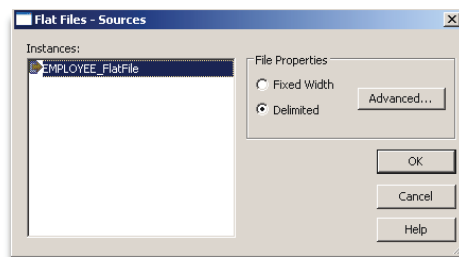 Flat Files - Sources
Instances:
EMPLOYEE_FlatFile
File Properties
Fixed Width
Delimited
Advanced...
OK
Cancel
Help